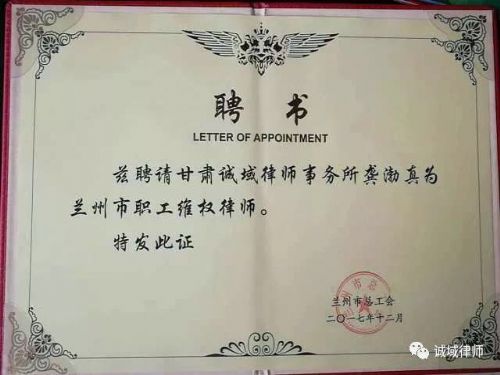 聘书
LETTER OF APPOINTMENT
兹聘请甘肃诚域律师事务所龚渤真为
兰州市职工维权律师。
特发此证
兰州市总工会
二〇一七年十二月
诚域律师